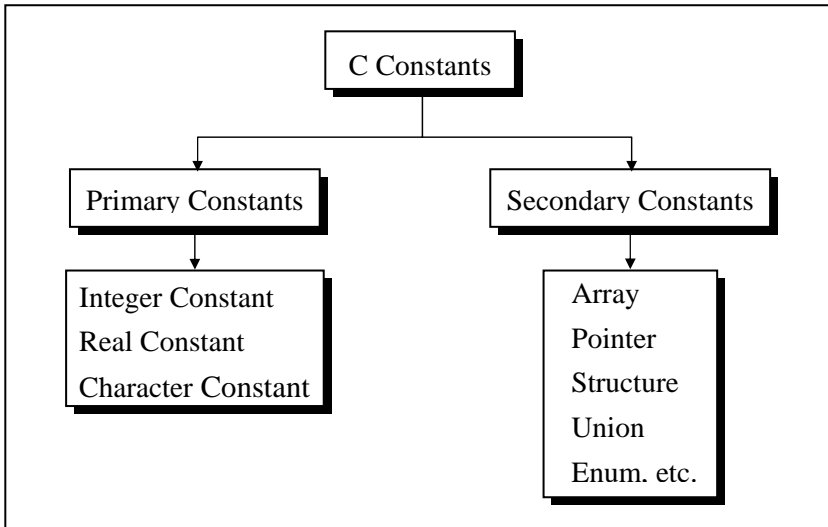 C Constants
Primary Constants
Secondary Constants
Integer Constant
Real Constant
Character Constant
Array
Pointer
Structure
Union
Enum, etc.